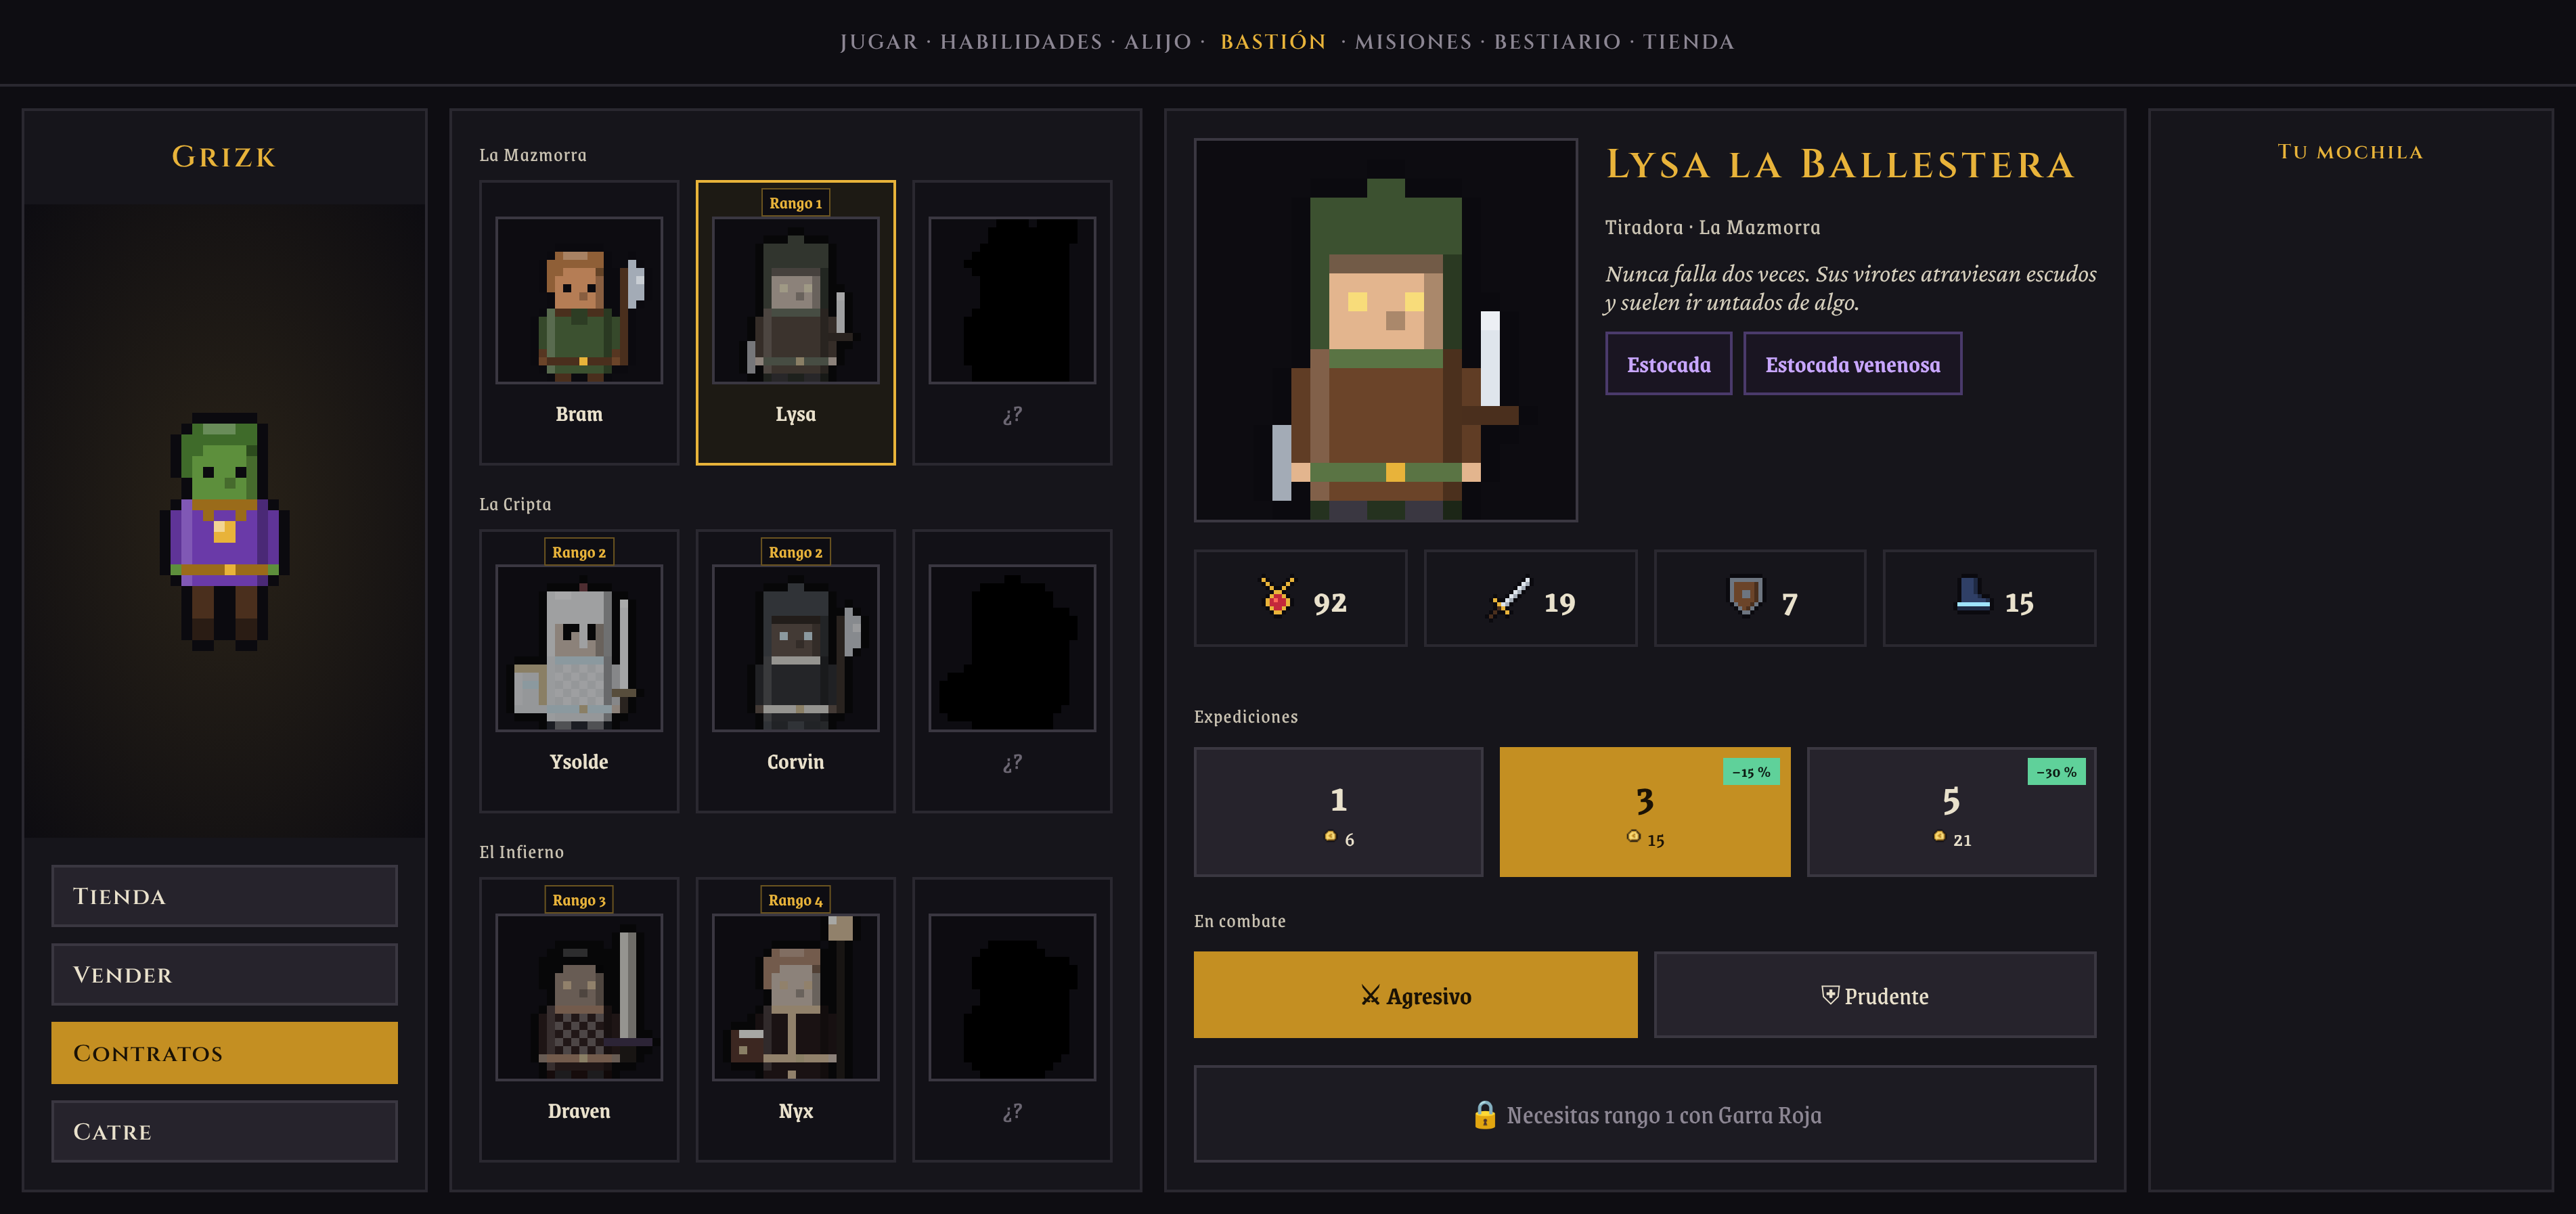 JUGAR · HABILIDADES · ALIJO · BASTIÓN · MISIONES · BESTIARIO · TIENDA
GRIZK
TIENDA
VENDER
CONTRATOS
CATRE
La Mazmorra
Rango 1
Bram
Lysa
¿?
La Cripta
Rango 2
Rango 2
Ysolde
Corvin
¿?
El Infierno
Rango 3
Rango 4
Draven
Nyx
¿?
LYSA LA BALLESTERA
Tiradora · La Mazmorra
Nunca falla dos veces. Sus virotes atraviesan escudos
y suelen ir untados de algo.
Estocada
Estocada venenosa
92
19
7
15
Expediciones
1
6
−15 %
3
15
−30 %
5
21
En combate
Agresivo
Prudente
Necesitas rango 1 con Garra Roja
TU MOCHILA